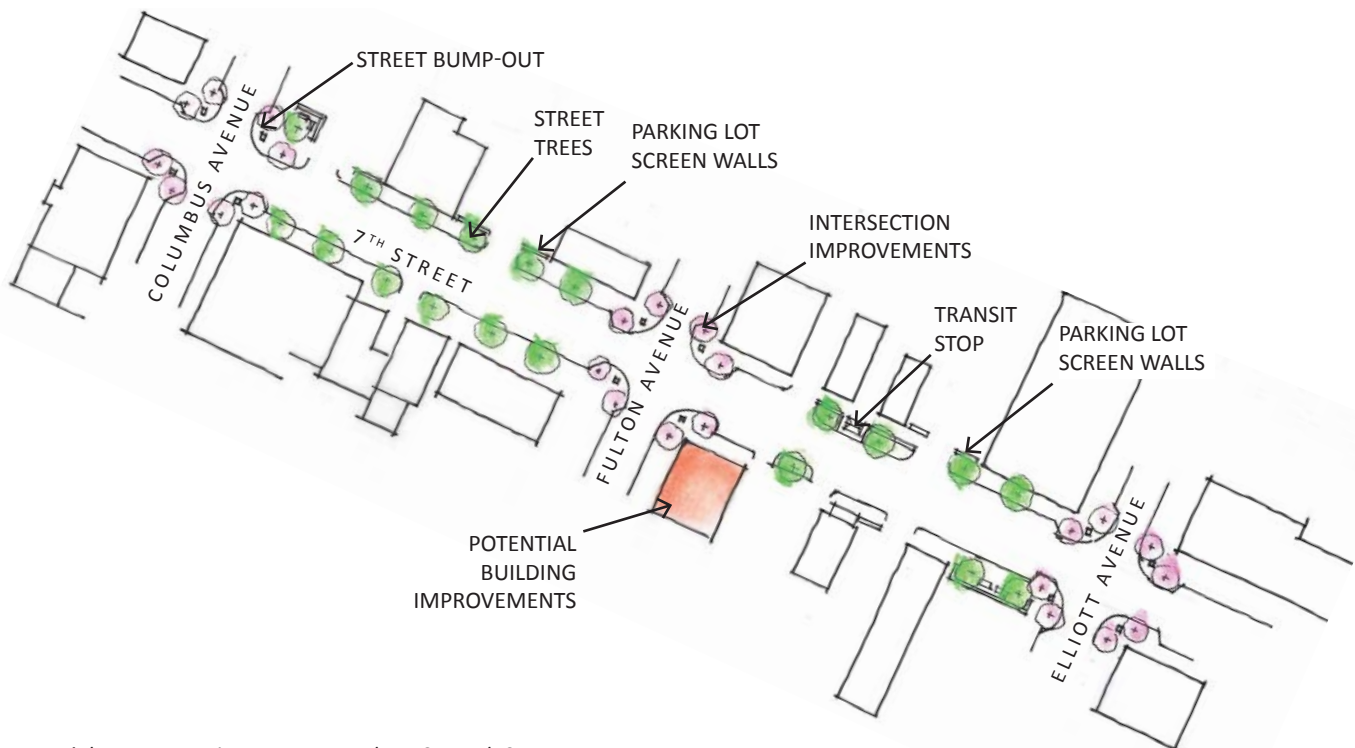 STREET BUMP-OUT
STREET
TREES
PARKING LOT
SCREEN WALLS
INTERSECTION
IMPROVEMENTS
TRANSIT
STOP
PARKING LOT
SCREEN WALLS
COLUMBUS AVENUE
7TH STREET
FULTON AVENUE
ELLIOTT AVENUE
POTENTIAL
BUILDING
IMPROVEMENTS